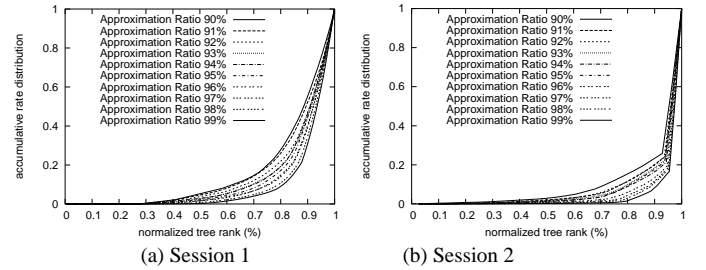 accumulative rate distribution
1
0.8
0.6
0.4
0.2
0
Approximation Ratio 90%
Approximation Ratio 91%
Approximation Ratio 92%
Approximation Ratio 93%
Approximation Ratio 94%
Approximation Ratio 95%
Approximation Ratio 96%
Approximation Ratio 97%
Approximation Ratio 98%
Approximation Ratio 99%
0 0.1 0.2 0.3 0.4 0.5 0.6 0.7 0.8 0.9 1
normalized tree rank (%)
(a) Session 1
accumulative rate distribution
1
0.8
0.6
0.4
0.2
0
Approximation Ratio 90%
Approximation Ratio 91%
Approximation Ratio 92%
Approximation Ratio 93%
Approximation Ratio 94%
Approximation Ratio 95%
Approximation Ratio 96%
Approximation Ratio 97%
Approximation Ratio 98%
Approximation Ratio 99%
0 0.1 0.2 0.3 0.4 0.5 0.6 0.7 0.8 0.9 1
normalized tree rank (%)
(b) Session 2